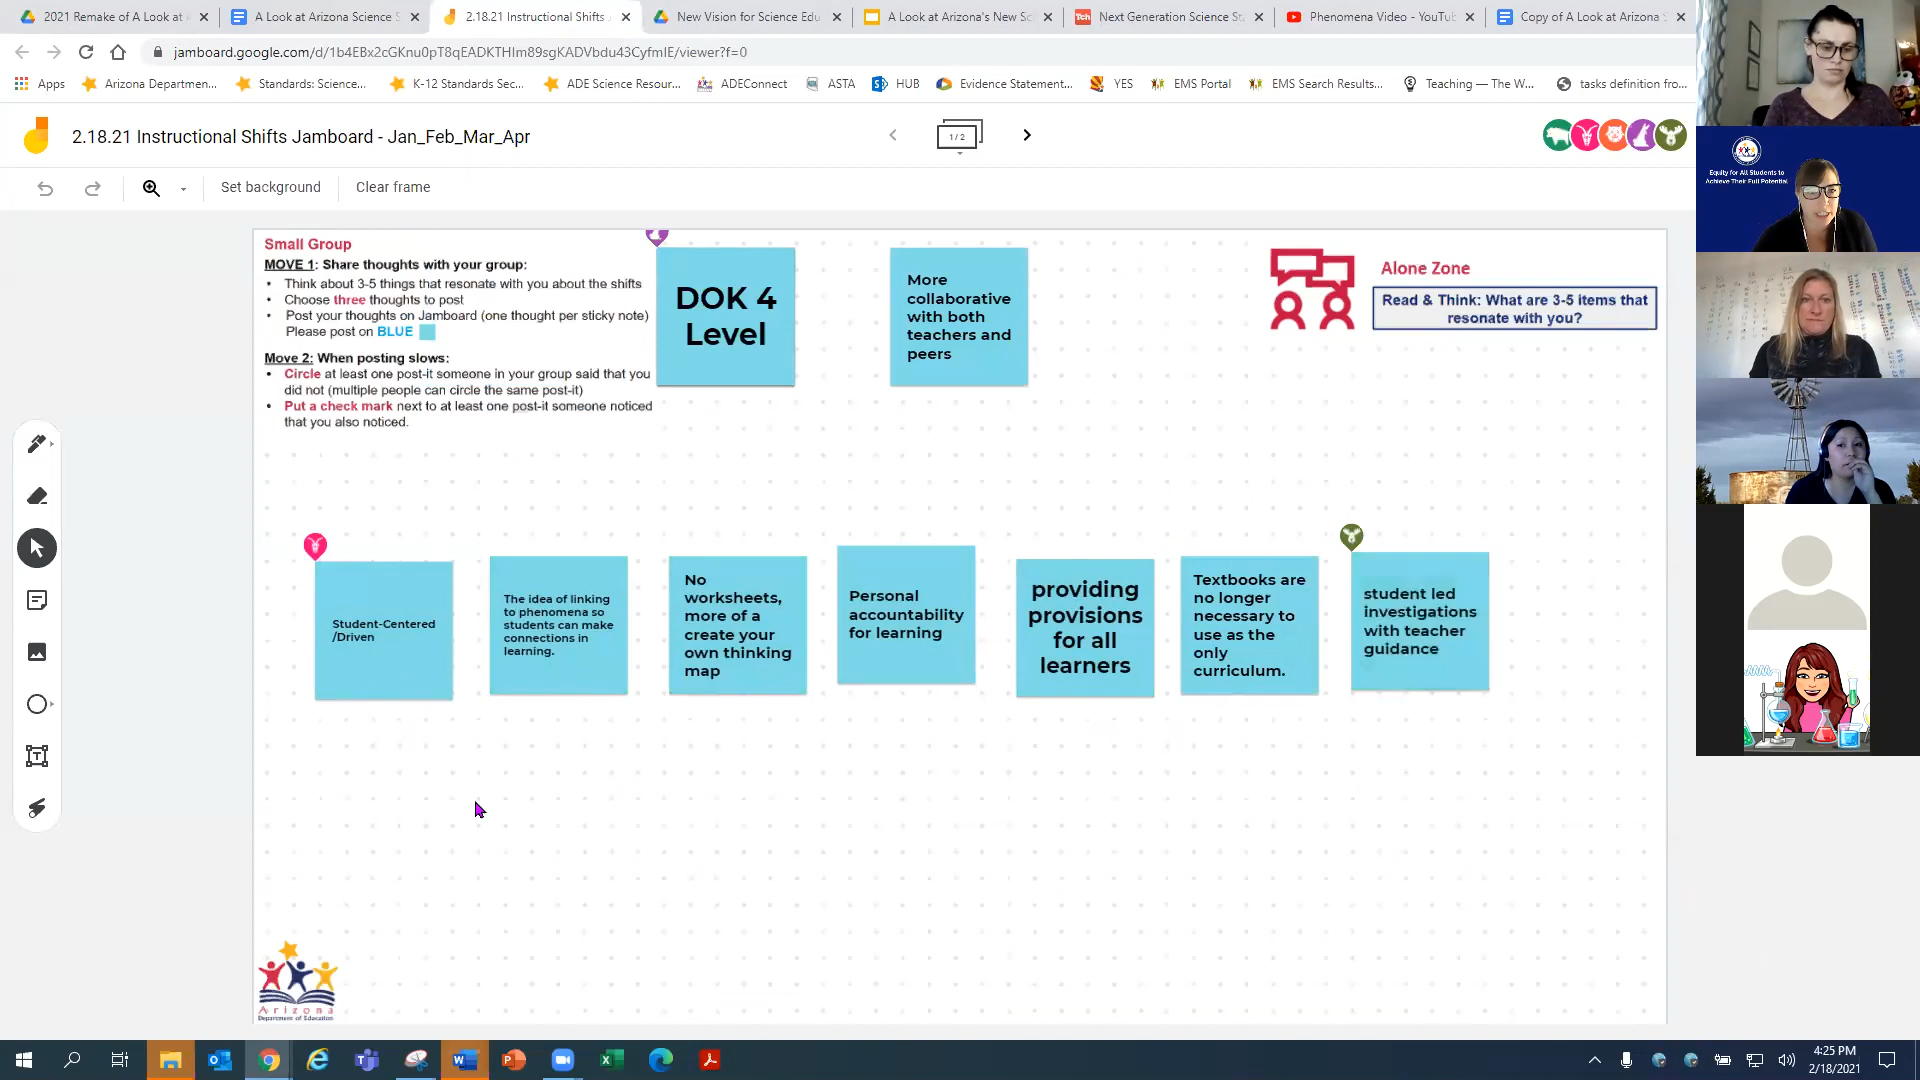 2021 Remake of A Look at
A Look at Arizona Science S
2.18.21 Instructional Shifts
New Vision for Science Edu
A Look at Arizona's New Sc
Tch
Next Generation Science St
Phenomena Video - YouTub
Copy of A Look at Arizona S
jamboard.google.com/d/1b4EBx2cGKnu0pT8qEADKTHIm89sgKADVbdu43CyfmIE/viewer?f=0
Apps
Arizona Departmen...
Standards: Science...
K-12 Standards Sec...
ADE Science Resour...
ADEConnect
ASTA
HUB
Evidence Statement...
YES
EMS Portal
EMS Search Results...
Teaching — The W...
tasks definition fro...
2.18.21 Instructional Shifts Jamboard - Jan_Feb_Mar_Apr
1/2
Set background
Clear frame
Small Group
MOVE 1: Share thoughts with your group:
• Think about 3-5 things that resonate with you about the shifts
• Choose three thoughts to post
• Post your thoughts on Jamboard (one thought per sticky note)
Please post on BLUE
Move 2: When posting slows:
• Circle at least one post-it someone in your group said that you
did not (multiple people can circle the same post-it)
• Put a check mark next to at least one post-it someone noticed
that you also noticed.
DOK 4
Level
More
collaborative
with both
teachers and
peers
Alone Zone
Read & Think: What are 3-5 items that
resonate with you?
Student-Centered
/Driven
The idea of linking
to phenomena so
students can make
connections in
learning.
No
worksheets,
more of a
create your
own thinking
map
Personal
accountability
for learning
providing
provisions
for all
learners
Textbooks are
no longer
necessary to
use as the
only
curriculum.
student led
investigations
with teacher
guidance
Arizona
Department of Education
Equity for All Students to
Achieve Their Full Potential
4:25 PM
2/18/2021